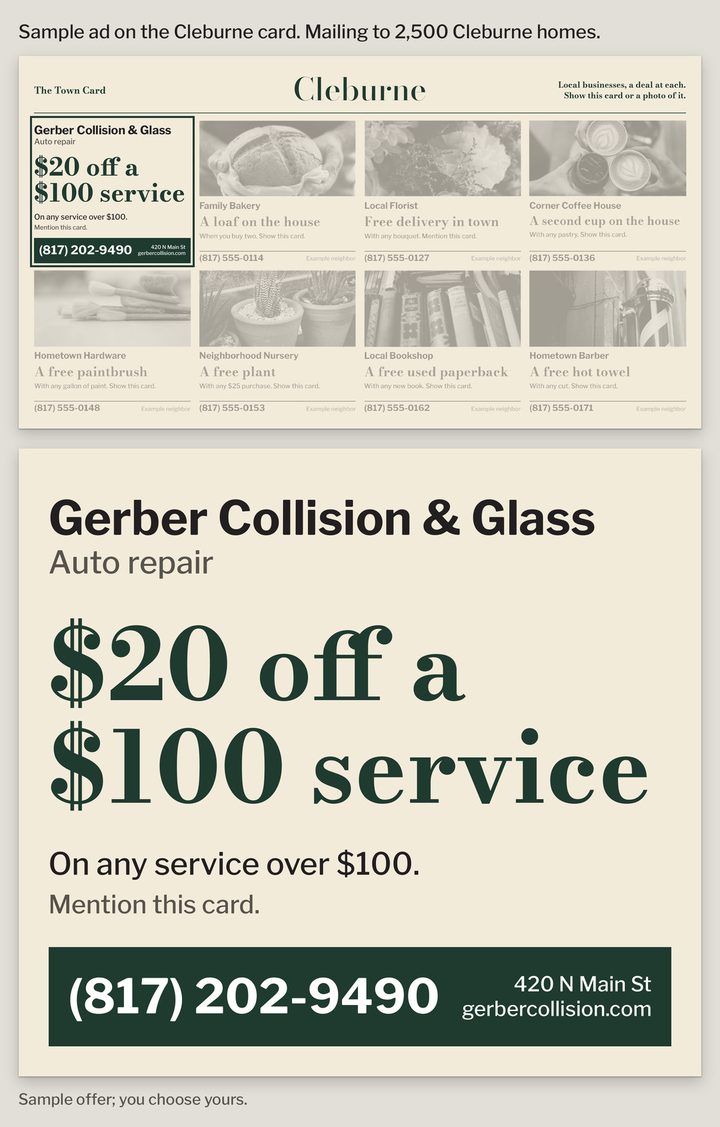 Sample ad on the Cleburne card. Mailing to 2,500 Cleburne homes.
The Town Card
Cleburne
Local businesses, a deal at each.
Show this card or a photo of it.
Gerber Collision & Glass
Auto repair
$20 off a
$100 service
On any service over $100.
Mention this card.
(817) 202-9490
420 N Main St
gerbercollision.com
Family Bakery
A loaf on the house
When you buy two. Show this card.
(817) 555-0114
Example neighbor
Local Florist
Free delivery in town
With any bouquet. Mention this card.
(817) 555-0127
Example neighbor
Corner Coffee House
A second cup on the house
With any pastry. Show this card.
(817) 555-0136
Example neighbor
Hometown Hardware
A free paintbrush
With any gallon of paint. Show this card.
(817) 555-0148
Example neighbor
Neighborhood Nursery
A free plant
With any $25 purchase. Show this card.
(817) 555-0153
Example neighbor
Local Bookshop
A free used paperback
With any new book. Show this card.
(817) 555-0162
Example neighbor
Hometown Barber
A free hot towel
With any cut. Show this card.
(817) 555-0171
Example neighbor
Gerber Collision & Glass
Auto repair
$20 off a
$100 service
On any service over $100.
Mention this card.
(817) 202-9490
420 N Main St
gerbercollision.com
Sample offer; you choose yours.